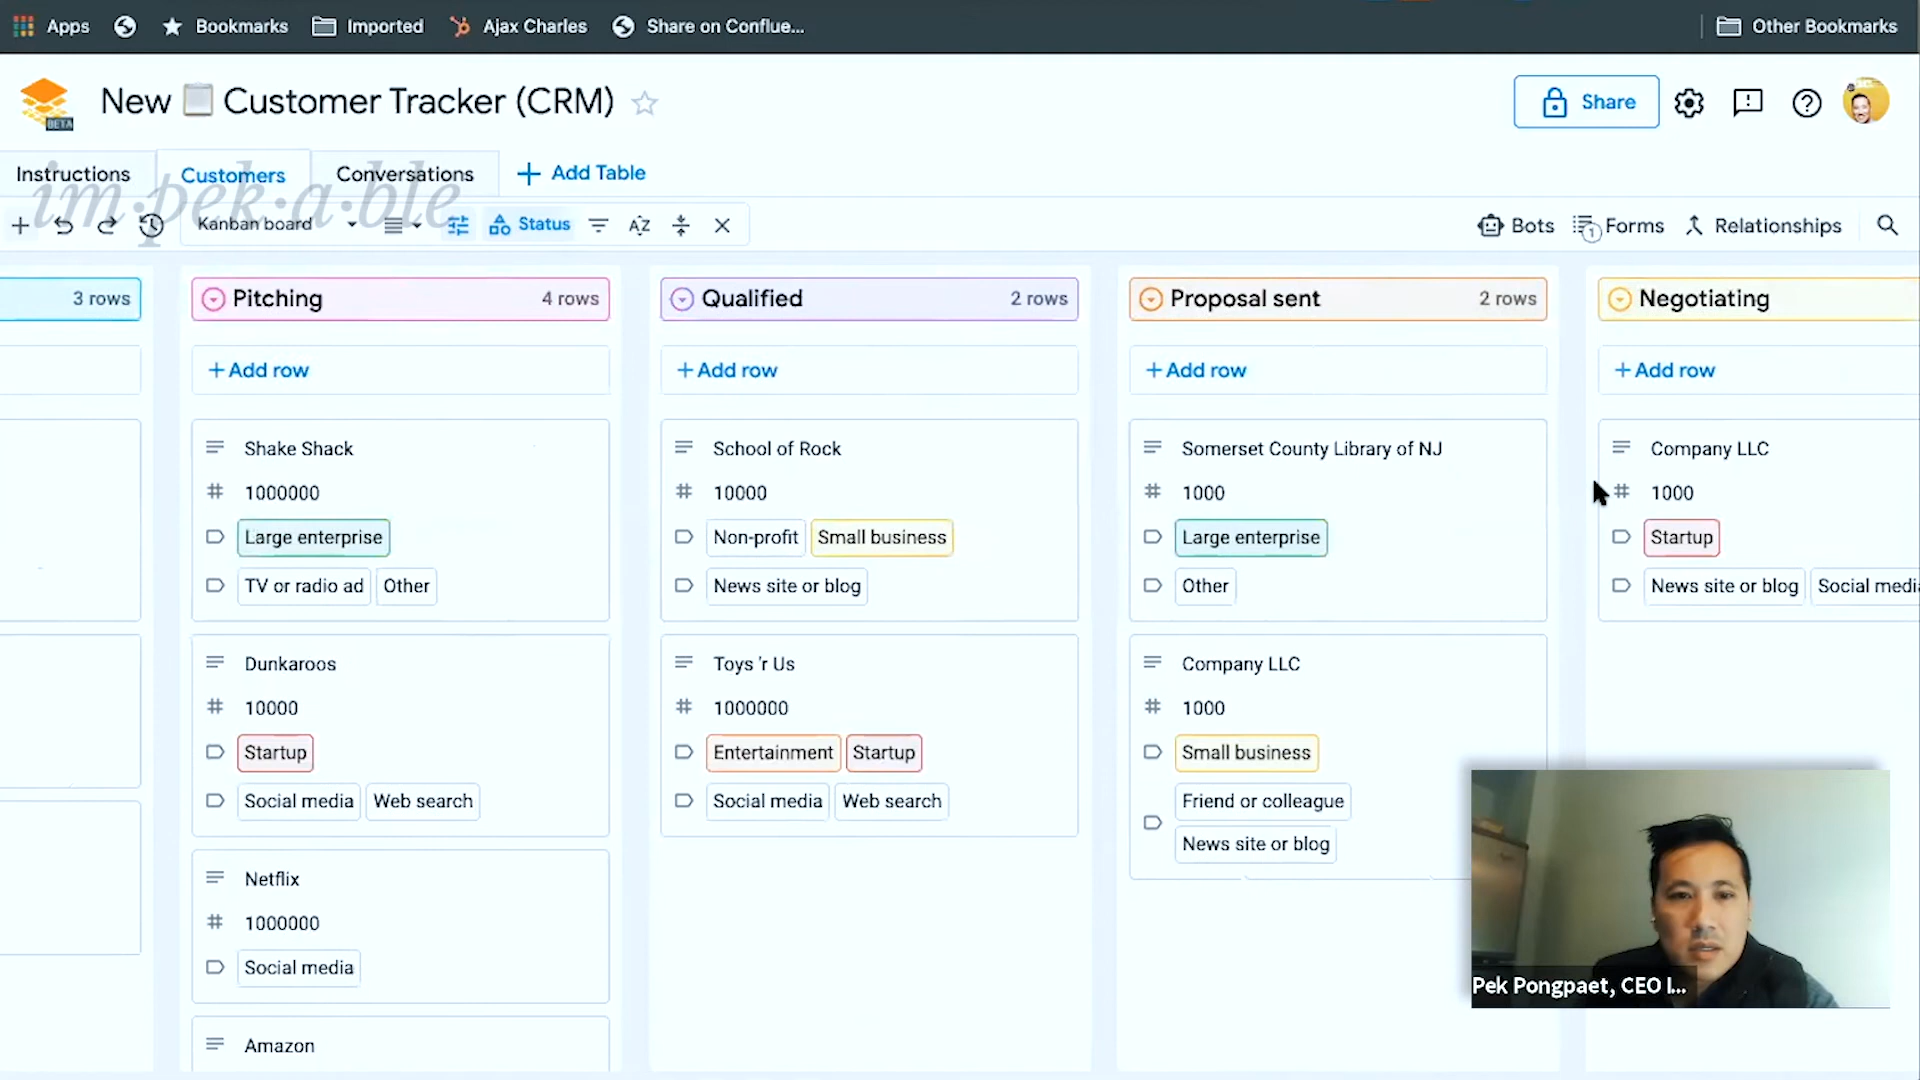 Apps Bookmarks Imported Ajax Charles Share on Conflue... Other Bookmarks
BETA
New Customer Tracker (CRM)
Share
Instructions Customers Conversations Add Table
im·pek·a·ble
Kanban board Status Bots 1 Forms Relationships
3 rows
Pitching 4 rows
+ Add row
Shake Shack
# 1000000
Large enterprise
TV or radio ad Other
Dunkaroos
# 10000
Startup
Social media Web search
Netflix
# 1000000
Social media
Amazon
Qualified 2 rows
+ Add row
School of Rock
# 10000
Non-profit Small business
News site or blog
Toys 'r Us
# 1000000
Entertainment Startup
Social media Web search
Proposal sent 2 rows
+ Add row
Somerset County Library of NJ
# 1000
Large enterprise
Other
Company LLC
# 1000
Small business
Friend or colleague
News site or blog
Negotiating
+ Add row
Company LLC
# 1000
Startup
News site or blog Social media
Pek Pongpaet, CEO I...